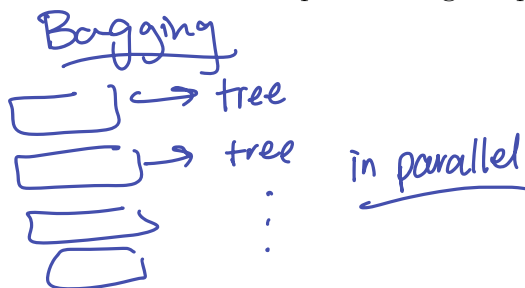 Bagging
→ tree
→ tree
in parallel